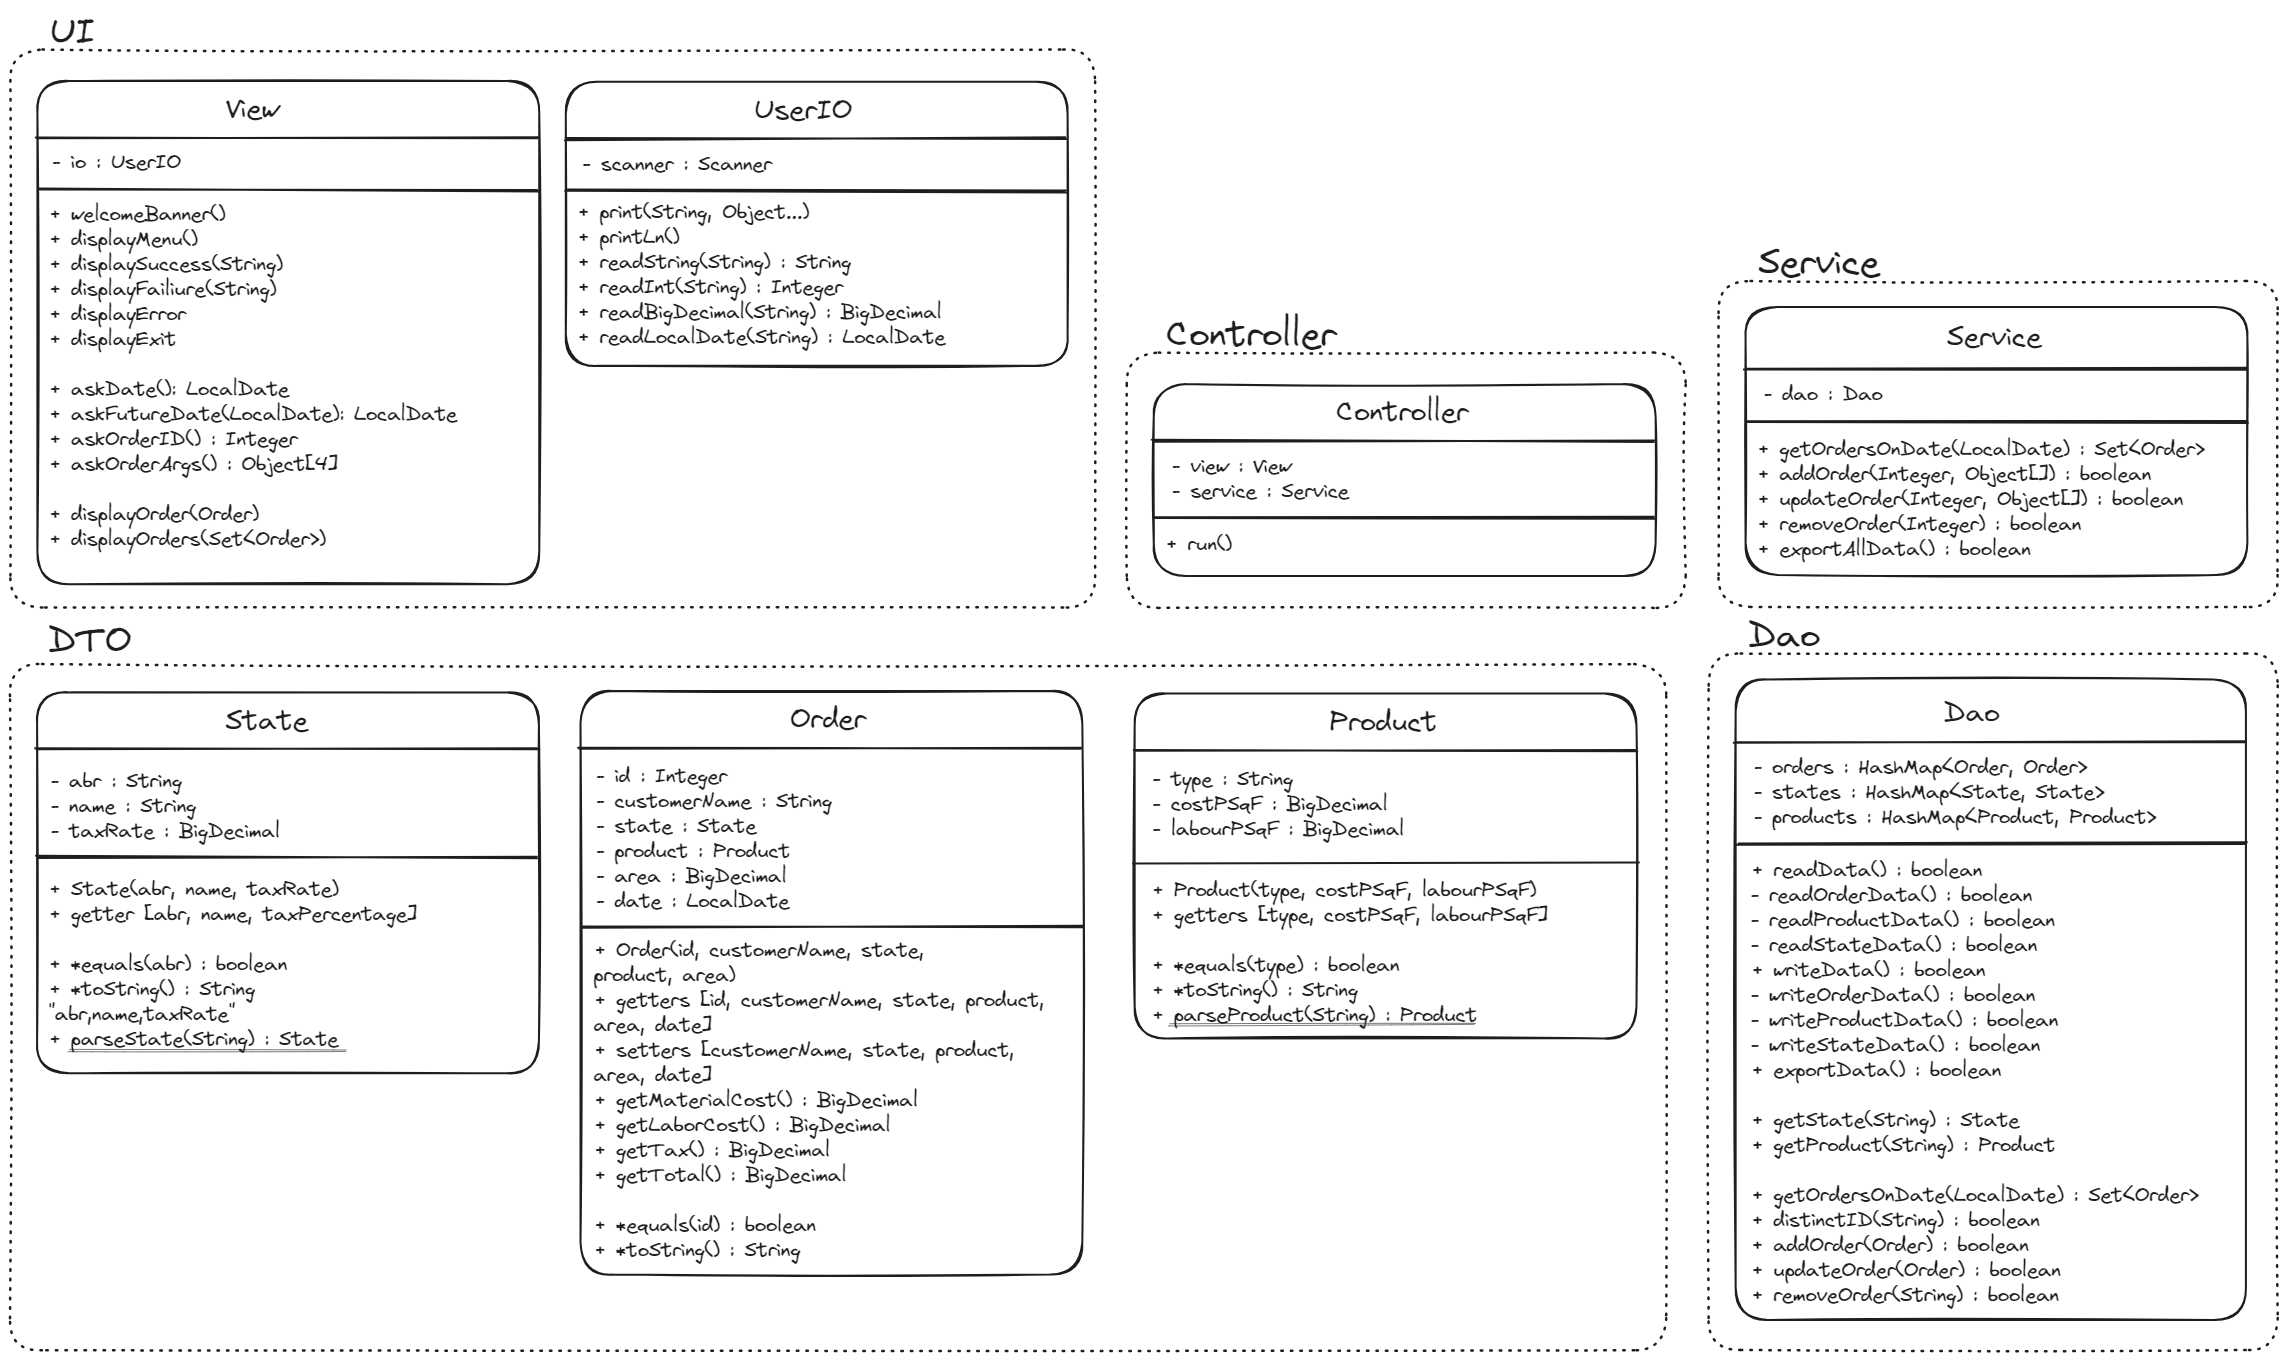 UI
View
- io : UserIO
+ welcomeBanner()
+ displayMenu()
+ displaySuccess(String)
+ displayFailiure(String)
+ displayError
+ displayExit
+ askDate(): LocalDate
+ askFutureDate(LocalDate): LocalDate
+ askOrderID() : Integer
+ askOrderArgs() : Object[4]
+ displayOrder(Order)
+ displayOrders(Set<Order>)
UserIO
- scanner : Scanner
+ print(String, Object...)
+ printLn()
+ readString(String) : String
+ readInt(String) : Integer
+ readBigDecimal(String) : BigDecimal
+ readLocalDate(String) : LocalDate
Controller
Controller
- view : View
- service : Service
+ run()
Service
Service
- dao : Dao
+ getOrdersOnDate(LocalDate) : Set<Order>
+ addOrder(Integer, Object[]) : boolean
+ updateOrder(Integer, Object[]) : boolean
+ removeOrder(Integer) : boolean
+ exportAllData() : boolean
DTO
State
- abr : String
- name : String
- taxRate : BigDecimal
+ State(abr, name, taxRate)
+ getter [abr, name, taxPercentage]
+ *equals(abr) : boolean
+ *toString() : String
"abr,name,taxRate"
+ parseState(String) : State
Order
- id : Integer
- customerName : String
- state : State
- product : Product
- area : BigDecimal
- date : LocalDate
+ Order(id, customerName, state,
product, area)
+ getters [id, customerName, state, product,
area, date]
+ setters [customerName, state, product,
area, date]
+ getMaterialCost() : BigDecimal
+ getLaborCost() : BigDecimal
+ getTax() : BigDecimal
+ getTotal() : BigDecimal
+ *equals(id) : boolean
+ *toString() : String
Product
- type : String
- costPSqF : BigDecimal
- labourPSqF : BigDecimal
+ Product(type, costPSqF, labourPSqF)
+ getters [type, costPSqF, labourPSqF]
+ *equals(type) : boolean
+ *toString() : String
+ parseProduct(String) : Product
Dao
Dao
- orders : HashMap<Order, Order>
- states : HashMap<State, State>
- products : HashMap<Product, Product>
+ readData() : boolean
- readOrderData() : boolean
- readProductData() : boolean
- readStateData() : boolean
+ writeData() : boolean
- writeOrderData() : boolean
- writeProductData() : boolean
- writeStateData() : boolean
+ exportData() : boolean
+ getState(String) : State
+ getProduct(String) : Product
+ getOrdersOnDate(LocalDate) : Set<Order>
+ distinctID(String) : boolean
+ addOrder(Order) : boolean
+ updateOrder(Order) : boolean
+ removeOrder(String) : boolean